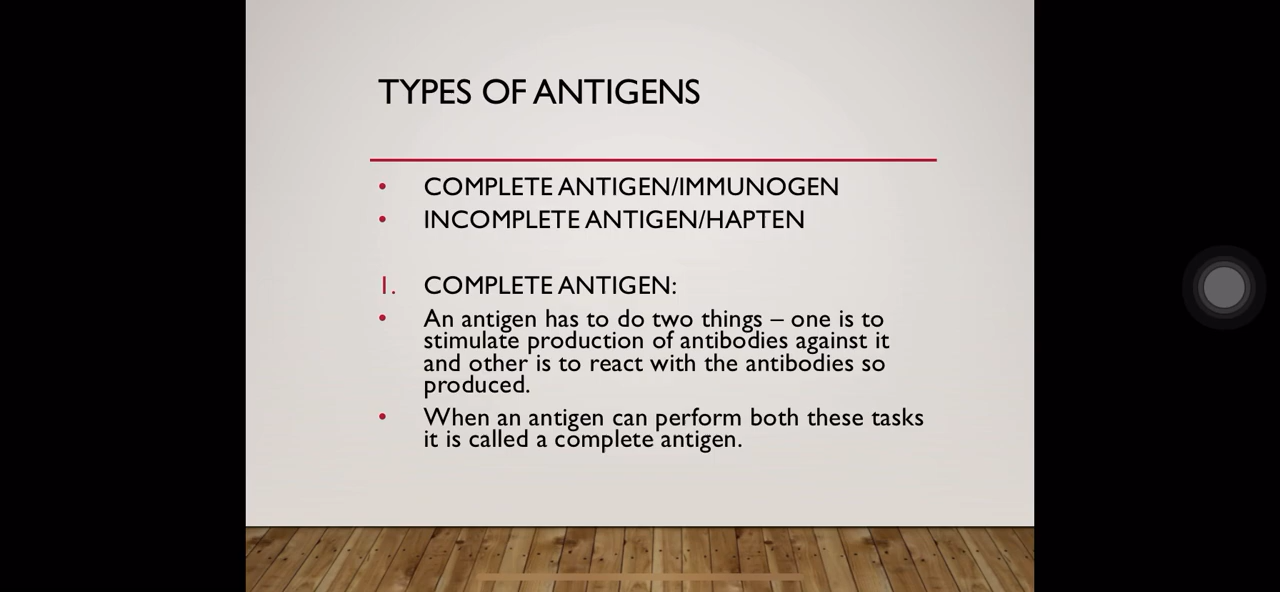 TYPES OF ANTIGENS
• COMPLETE ANTIGEN/IMMUNOGEN
• INCOMPLETE ANTIGEN/HAPTEN
1. COMPLETE ANTIGEN:
• An antigen has to do two things – one is to
stimulate production of antibodies against it
and other is to react with the antibodies so
produced.
• When an antigen can perform both these tasks
it is called a complete antigen.